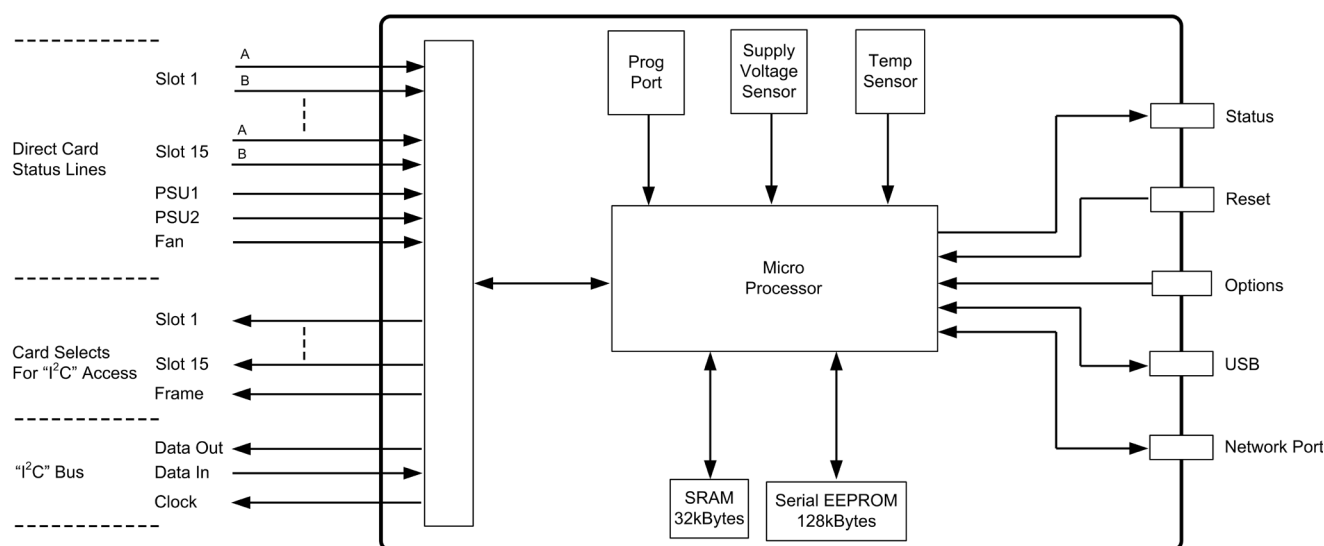 Direct Card
Status Lines
Slot 1
A
B
Slot 15
A
B
PSU1
PSU2
Fan
Card Selects
For “I²C” Access
Slot 1
Slot 15
Frame
“I²C” Bus
Data Out
Data In
Clock
Prog
Port
Supply
Voltage
Sensor
Temp
Sensor
Micro
Processor
SRAM
32kBytes
Serial EEPROM
128kBytes
Status
Reset
Options
USB
Network Port